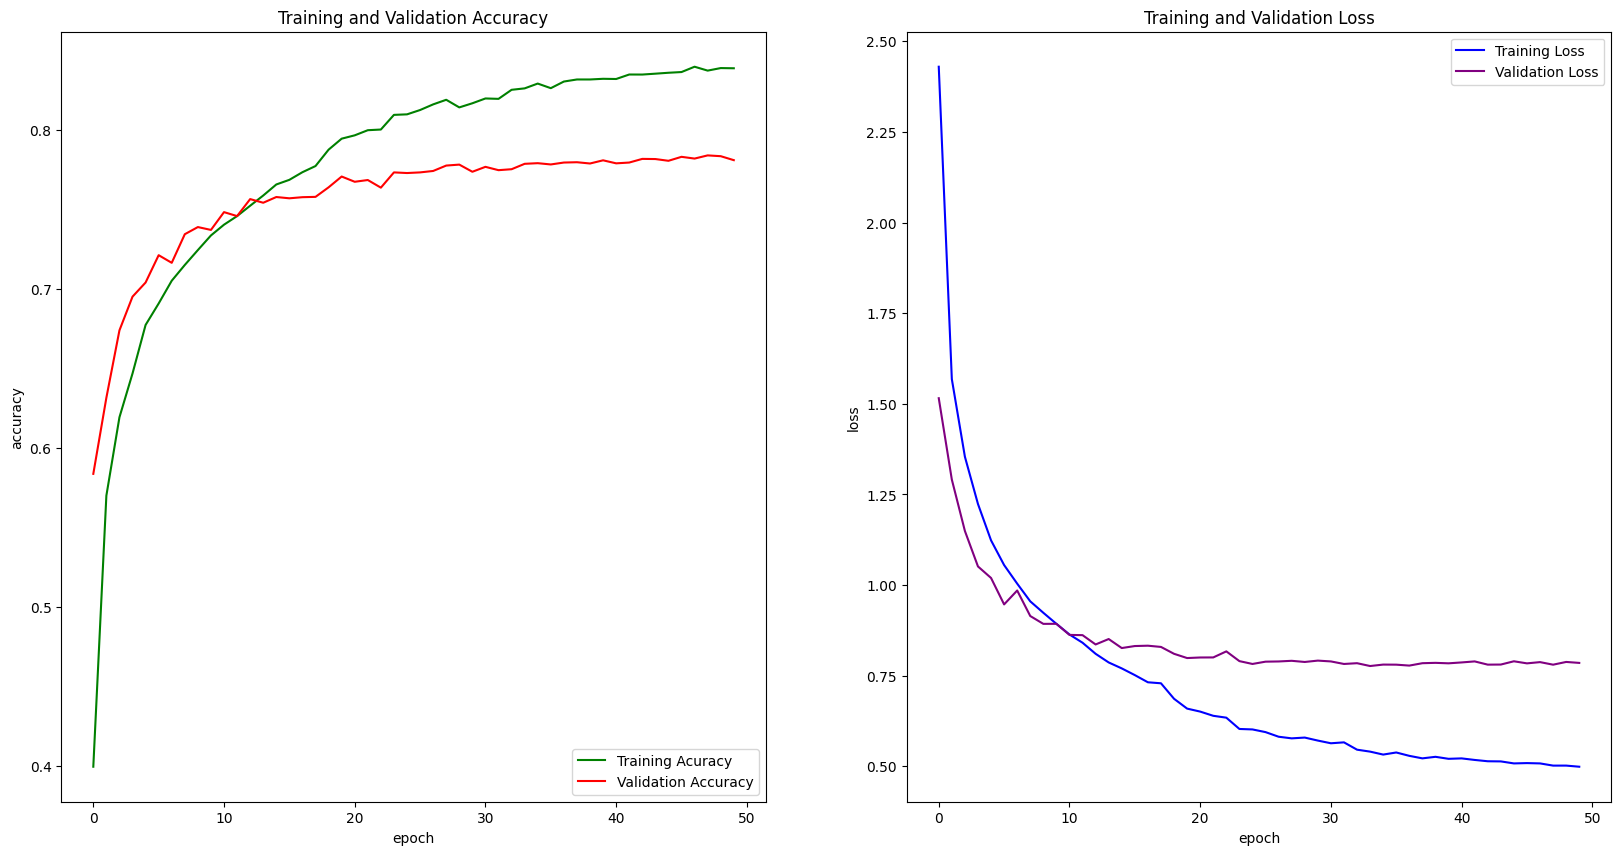 Training and Validation Accuracy
accuracy
0.8
0.7
0.6
0.5
0.4
0
10
20
30
40
50
epoch
Training Acuracy
Validation Accuracy
Training and Validation Loss
loss
2.50
2.25
2.00
1.75
1.50
1.25
1.00
0.75
0.50
0
10
20
30
40
50
epoch
Training Loss
Validation Loss